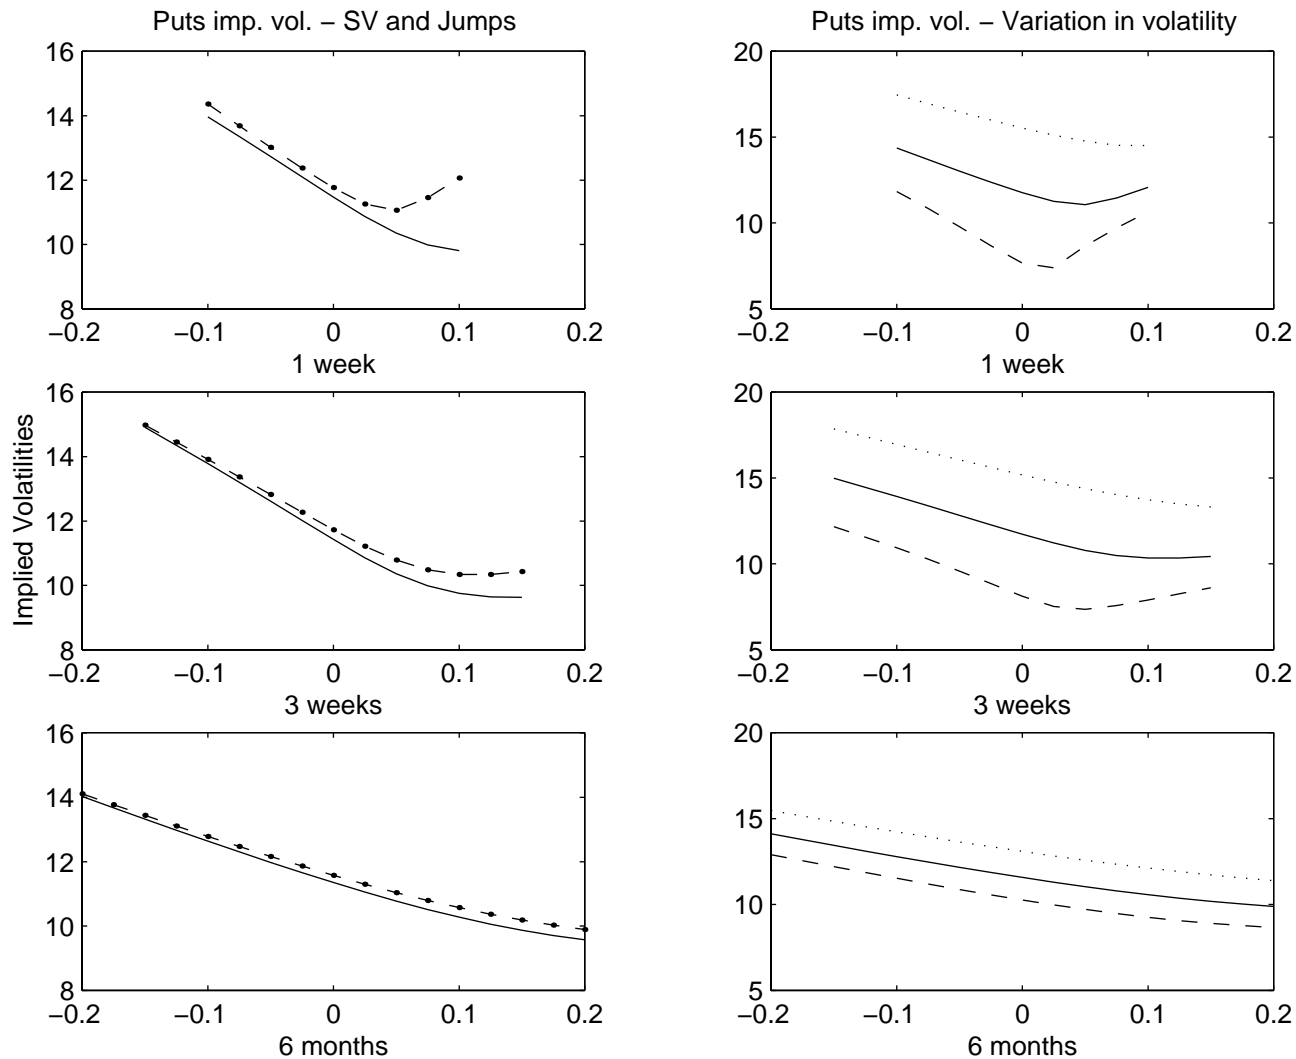 Puts imp. vol. − SV and Jumps
16
14
12
10
8
−0.2 −0.1 0 0.1 0.2
1 week
Puts imp. vol. − Variation in volatility
20
15
10
5
−0.2 −0.1 0 0.1 0.2
1 week
Implied Volatilities
16
14
12
10
8
−0.2 −0.1 0 0.1 0.2
3 weeks
20
15
10
5
−0.2 −0.1 0 0.1 0.2
3 weeks
16
14
12
10
8
−0.2 −0.1 0 0.1 0.2
6 months
20
15
10
5
−0.2 −0.1 0 0.1 0.2
6 months